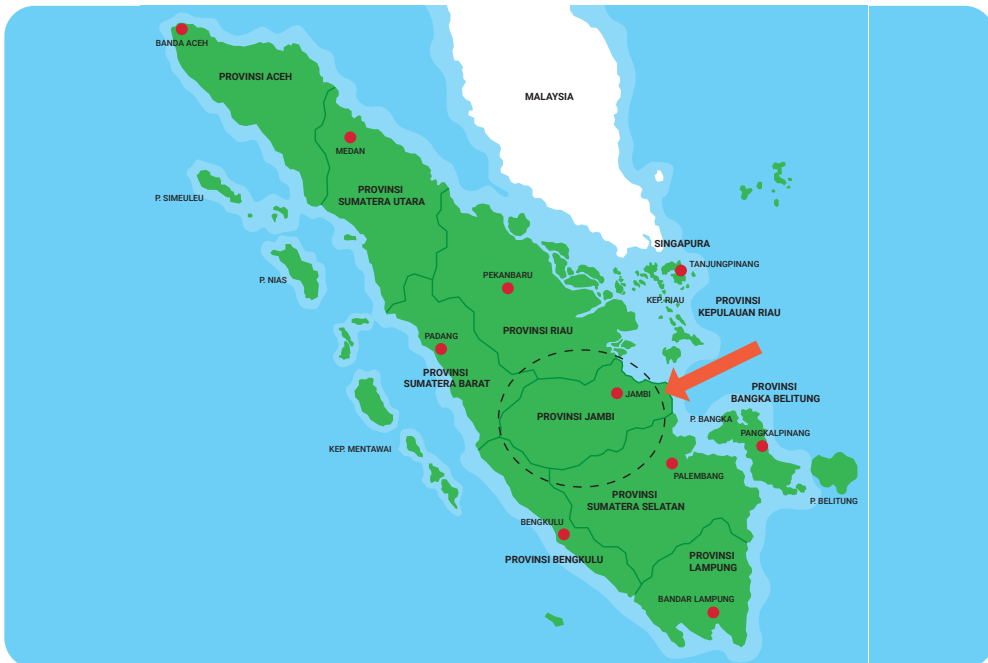 BANDA ACEH
PROVINSI ACEH
MALAYSIA
MEDAN
P. SIMEULEU
PROVINSI
SUMATERA UTARA
SINGAPURA
TANJUNGPINANG
P. NIAS
PEKANBARU
KEP. RIAU
PROVINSI
KEPULAUAN RIAU
PROVINSI RIAU
PADANG
PROVINSI
SUMATERA BARAT
PROVINSI
BANGKA BELITUNG
JAMBI
PROVINSI JAMBI
P. BANGKA
PANGKALPINANG
KEP. MENTAWAI
PALEMBANG
P. BELITUNG
PROVINSI
SUMATERA SELATAN
BENGKULU
PROVINSI BENGKULU
PROVINSI
LAMPUNG
BANDAR LAMPUNG